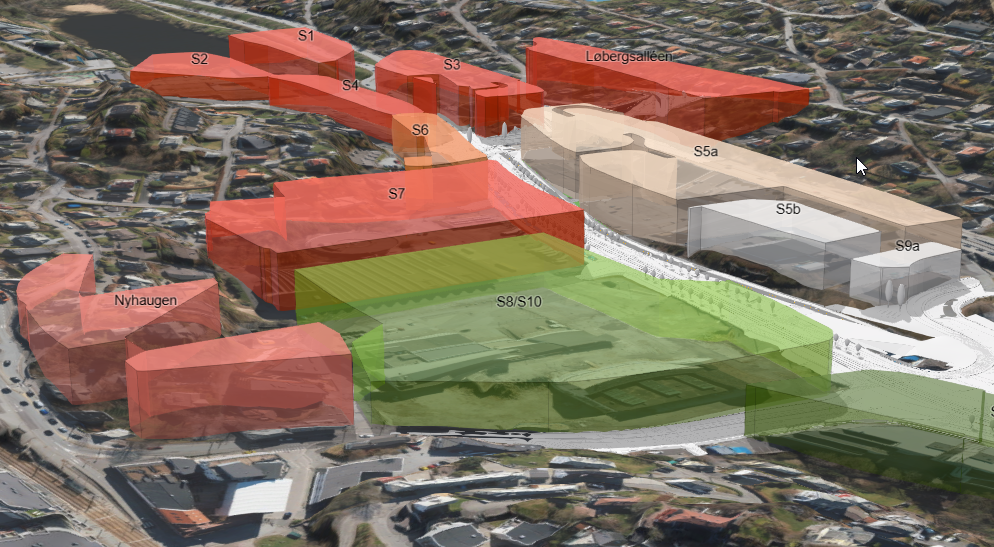 S1
S2
S3
Løbergsalléen
S4
S6
S5a
S7
S5b
S9a
Nyhaugen
S8/S10